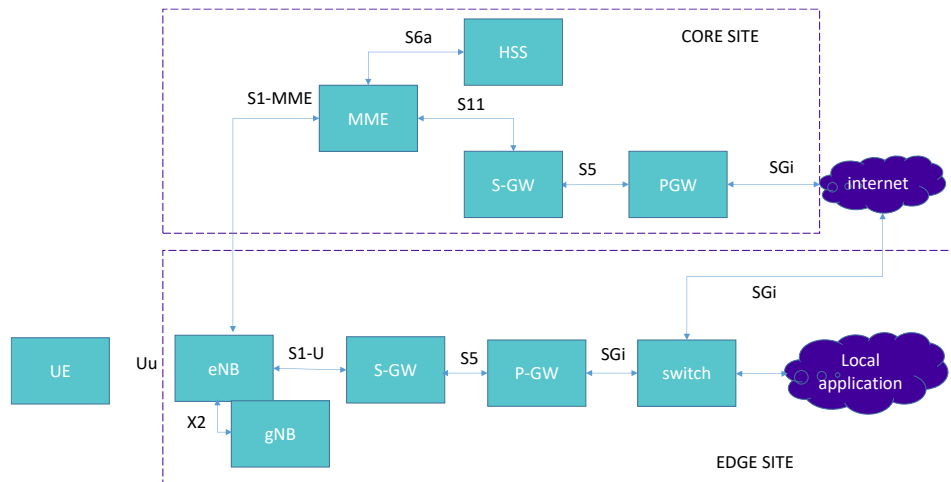 S6a
HSS
CORE SITE
S1-MME
MME
S11
S-GW
S5
PGW
SGi
internet
SGi
UE
Uu
eNB
S1-U
S-GW
S5
P-GW
SGi
switch
Local
application
X2
gNB
EDGE SITE